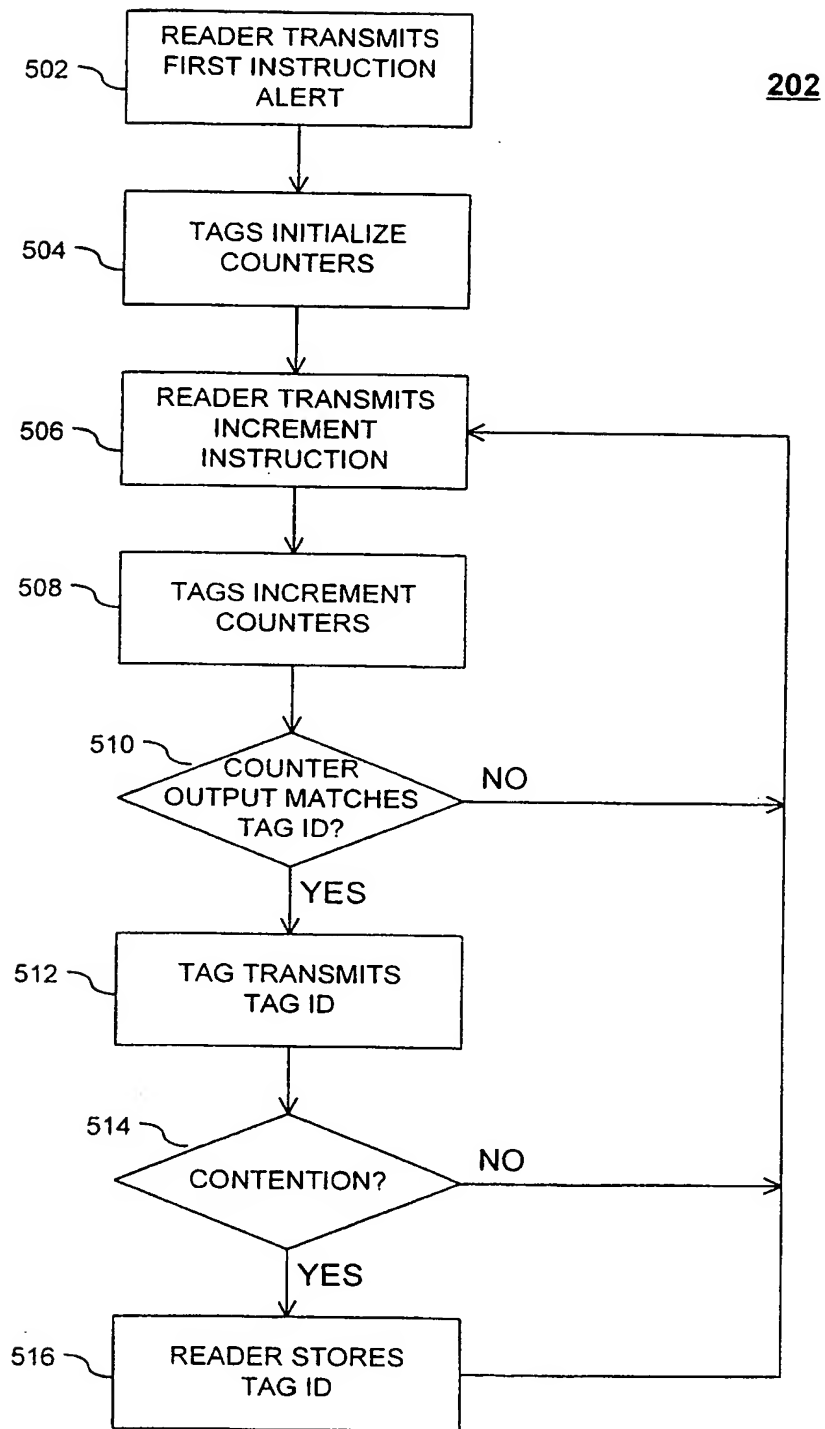 READER TRANSMITS
FIRST INSTRUCTION
ALERT
502
202
TAGS INITIALIZE
COUNTERS
504
READER TRANSMITS
INCREMENT
INSTRUCTION
506
TAGS INCREMENT
COUNTERS
508
510
COUNTER
OUTPUT MATCHES
TAG ID?
NO
YES
TAG TRANSMITS
TAG ID
512
514
CONTENTION?
NO
YES
READER STORES
TAG ID
516